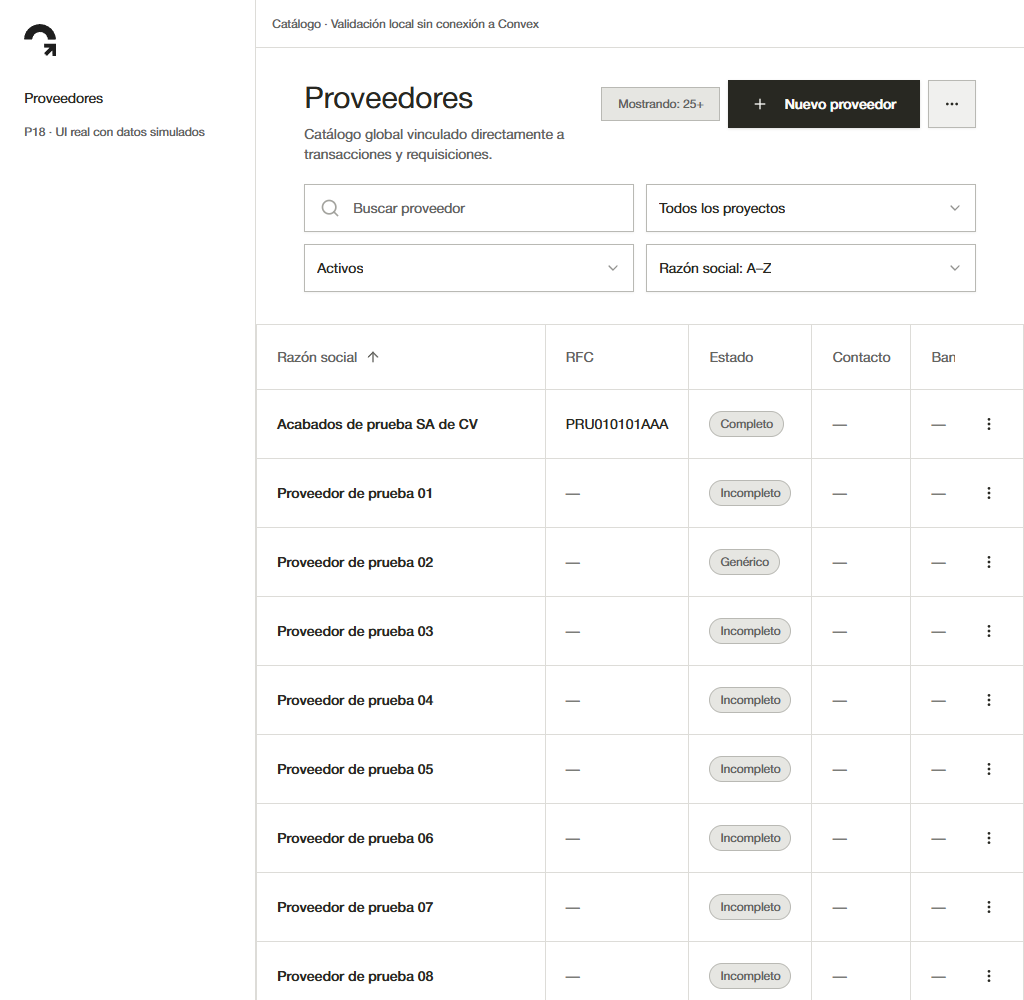 Catálogo · Validación local sin conexión a Convex
Proveedores
P18 · UI real con datos simulados
Proveedores
Catálogo global vinculado directamente a
transacciones y requisiciones.
Mostrando: 25+
Nuevo proveedor
Buscar proveedor
Todos los proyectos
Activos
Razón social: A–Z
Razón social RFC Estado Contacto Ban
Acabados de prueba SA de CV PRU010101AAA Completo — —
Proveedor de prueba 01 — Incompleto — —
Proveedor de prueba 02 — Genérico — —
Proveedor de prueba 03 — Incompleto — —
Proveedor de prueba 04 — Incompleto — —
Proveedor de prueba 05 — Incompleto — —
Proveedor de prueba 06 — Incompleto — —
Proveedor de prueba 07 — Incompleto — —
Proveedor de prueba 08 — Incompleto — —